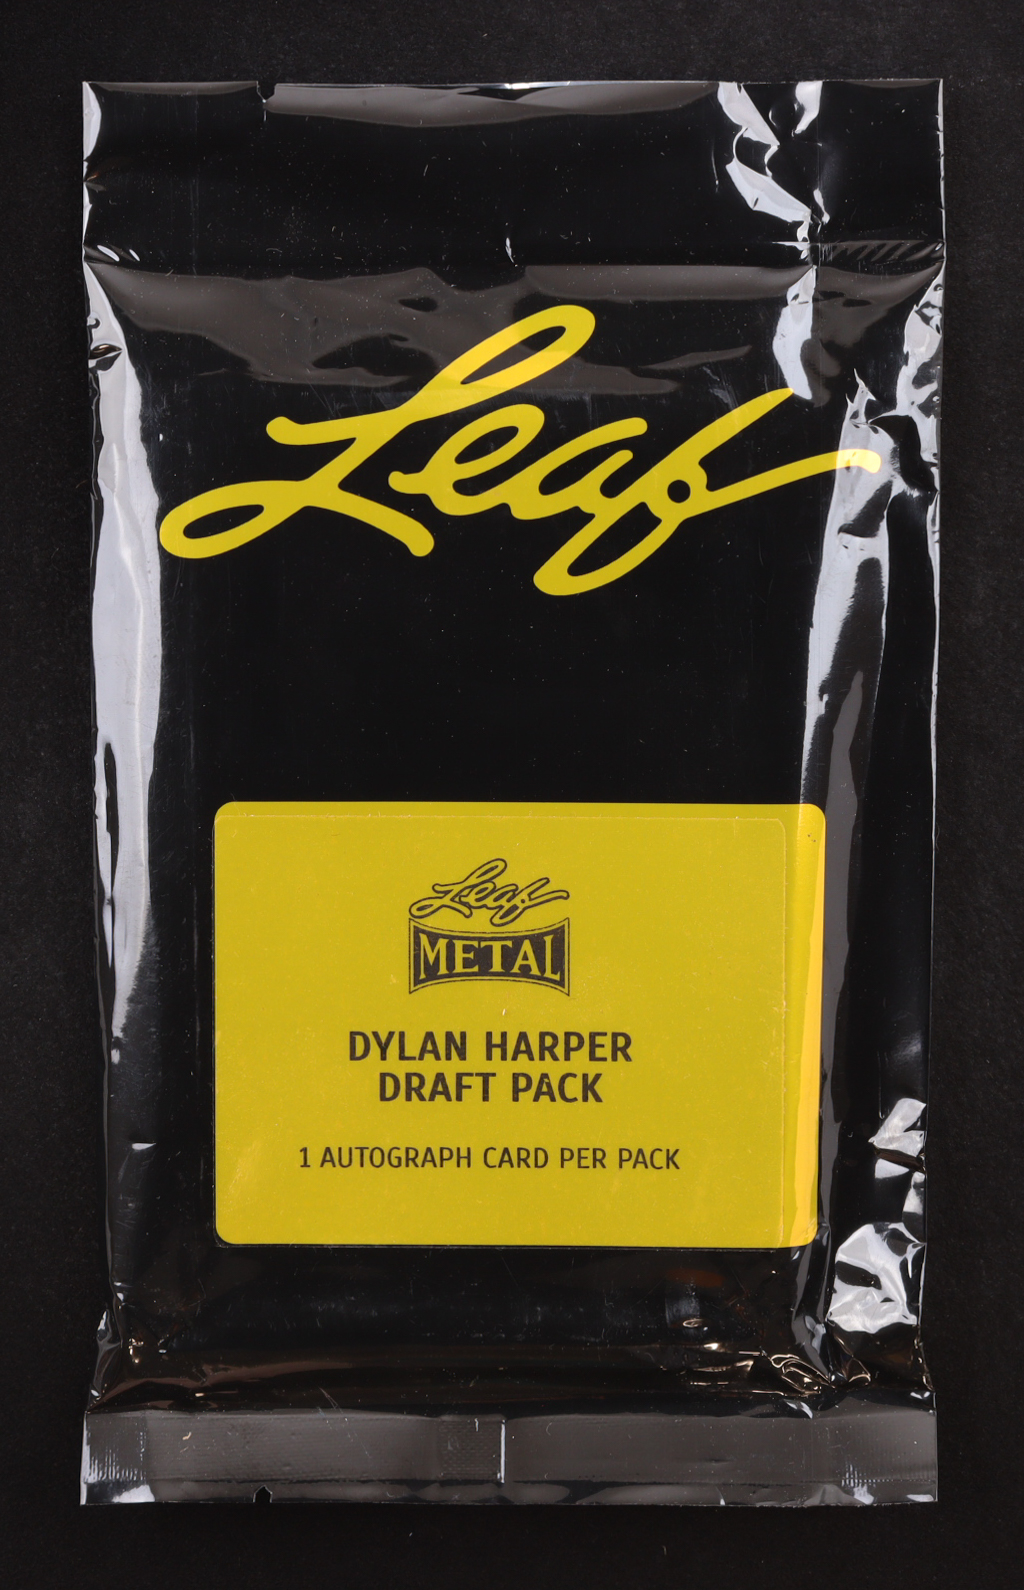 Leaf
Leaf
METAL
DYLAN HARPER
DRAFT PACK
1 AUTOGRAPH CARD PER PACK